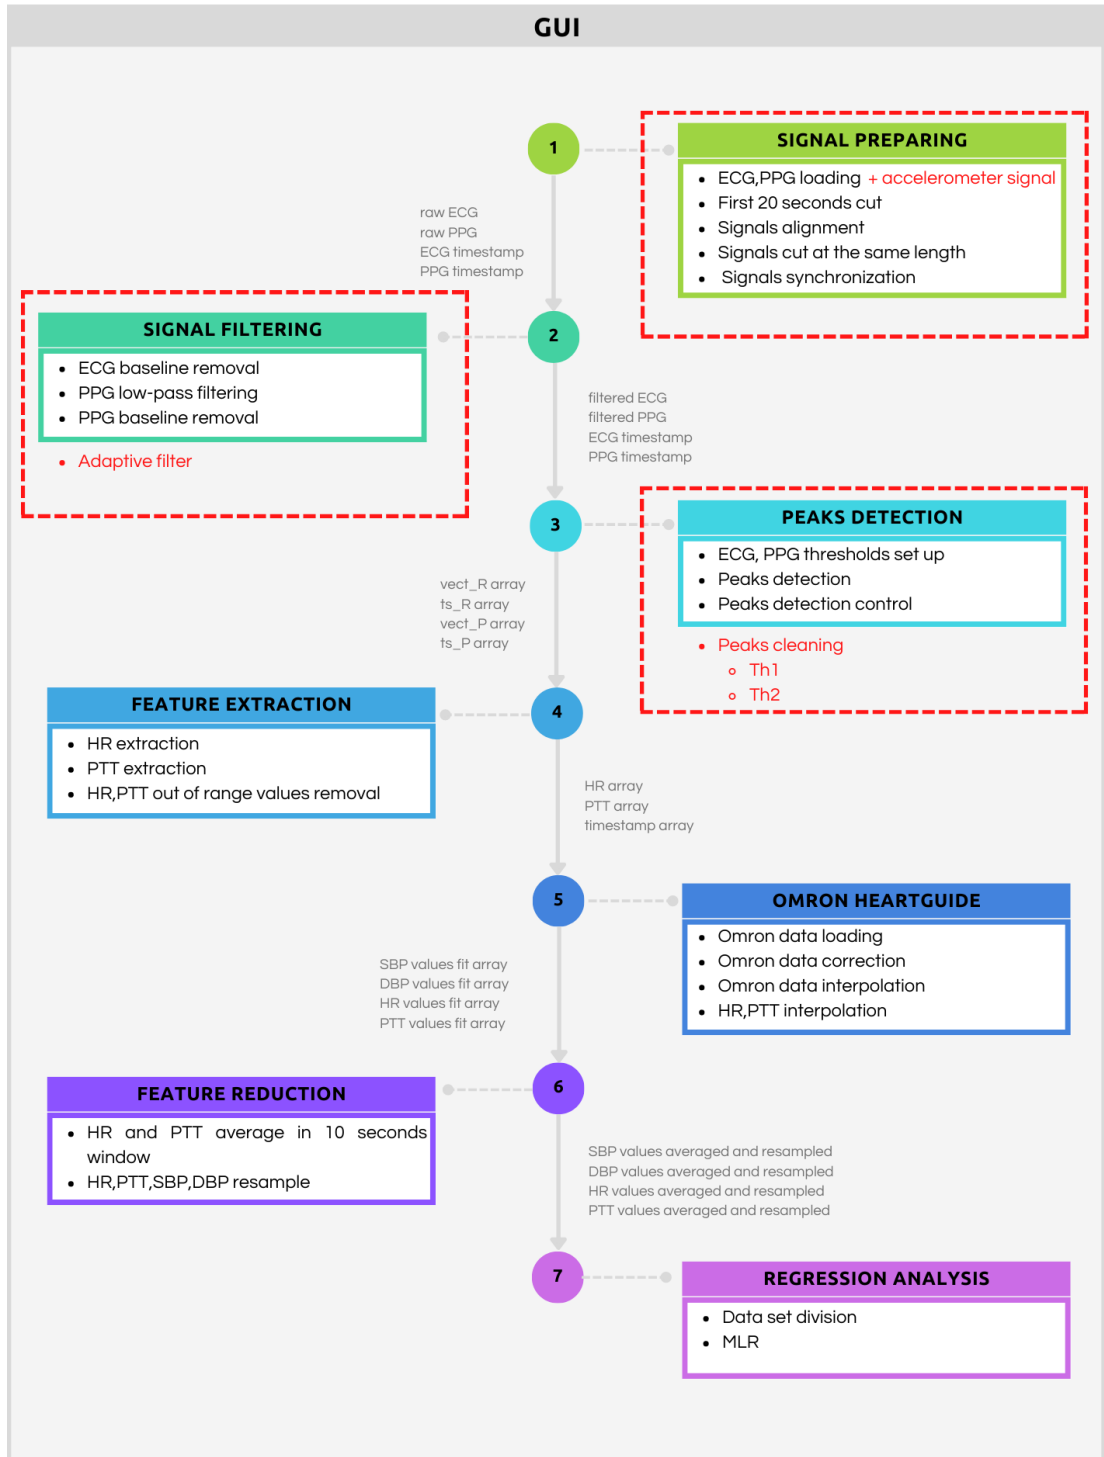 GUI
1
SIGNAL PREPARING
• ECG,PPG loading + accelerometer signal
• First 20 seconds cut
• Signals alignment
• Signals cut at the same length
• Signals synchronization
raw ECG
raw PPG
ECG timestamp
PPG timestamp
2
SIGNAL FILTERING
• ECG baseline removal
• PPG low-pass filtering
• PPG baseline removal
• Adaptive filter
filtered ECG
filtered PPG
ECG timestamp
PPG timestamp
3
PEAKS DETECTION
• ECG, PPG thresholds set up
• Peaks detection
• Peaks detection control
• Peaks cleaning
◦ Th1
◦ Th2
vect_R array
ts_R array
vect_P array
ts_P array
4
FEATURE EXTRACTION
• HR extraction
• PTT extraction
• HR,PTT out of range values removal
HR array
PTT array
timestamp array
5
OMRON HEARTGUIDE
• Omron data loading
• Omron data correction
• Omron data interpolation
• HR,PTT interpolation
SBP values fit array
DBP values fit array
HR values fit array
PTT values fit array
6
FEATURE REDUCTION
• HR and PTT average in 10 seconds
window
• HR,PTT,SBP,DBP resample
SBP values averaged and resampled
DBP values averaged and resampled
HR values averaged and resampled
PTT values averaged and resampled
7
REGRESSION ANALYSIS
• Data set division
• MLR